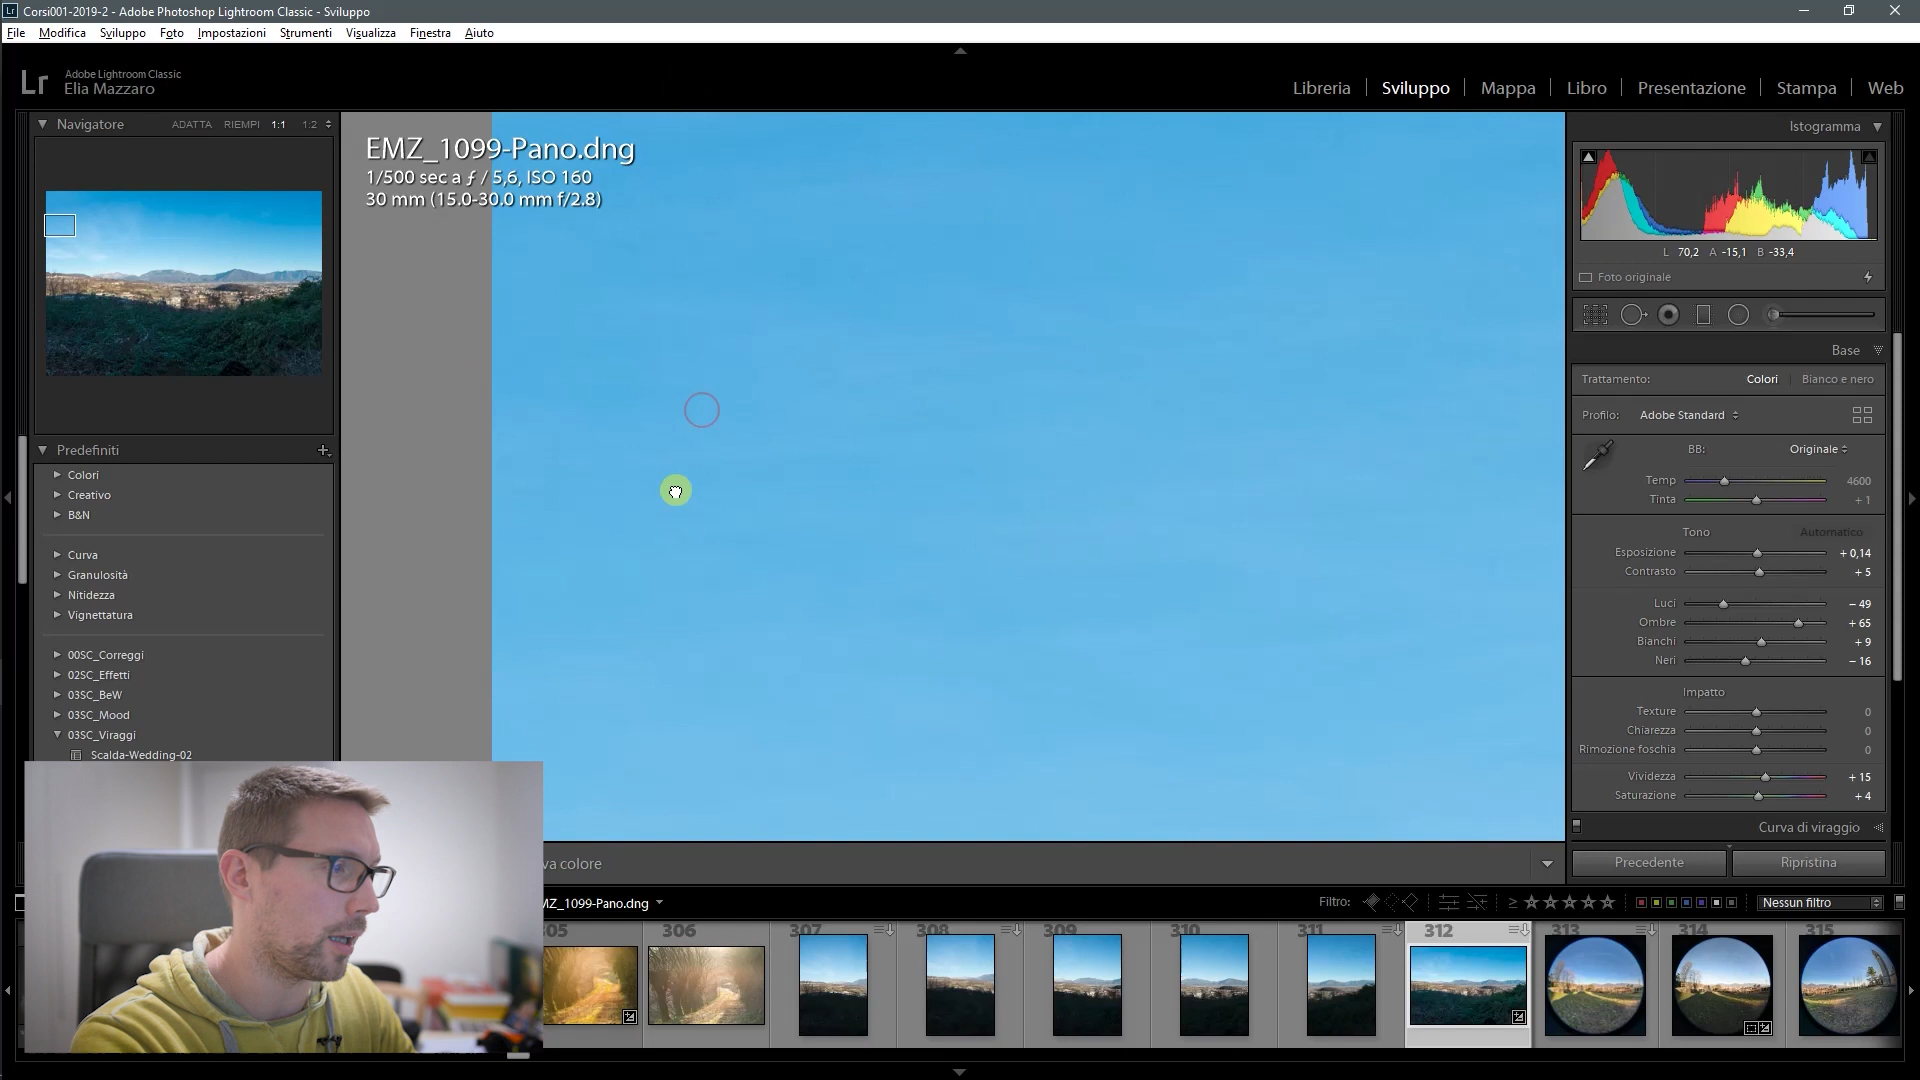 Lr Corsi001-2019-2 - Adobe Photoshop Lightroom Classic - Sviluppo
File Modifica Sviluppo Foto Impostazioni Strumenti Visualizza Finestra Aiuto
Lr Adobe Lightroom Classic
Elia Mazzaro
Libreria Sviluppo Mappa Libro Presentazione Stampa Web
Navigatore ADATTA RIEMPI 1:1 1:2
EMZ_1099-Pano.dng
1/500 sec a ƒ / 5,6, ISO 160
30 mm (15.0-30.0 mm f/2.8)
Predefiniti
Colori
Creativo
B&N
Curva
Granulosità
Nitidezza
Vignettatura
00SC_Correggi
02SC_Effetti
03SC_BeW
03SC_Mood
03SC_Viraggi
Scalda-Wedding-02
Istogramma
L 70,2 A -15,1 B -33,4
Foto originale
Base
Trattamento: Colori Bianco e nero
Profilo: Adobe Standard
BB: Originale
Temp 4600
Tinta + 1
Tono Automatico
Esposizione + 0,14
Contrasto + 5
Luci − 49
Ombre + 65
Bianchi + 9
Neri − 16
Impatto
Texture 0
Chiarezza 0
Rimozione foschia 0
Vividezza + 15
Saturazione + 4
Curva di viraggio
Precedente Ripristina
va colore
MZ_1099-Pano.dng
Filtro: ≥ Nessun filtro
05 306 307 308 309 310 311 312 313 314 315